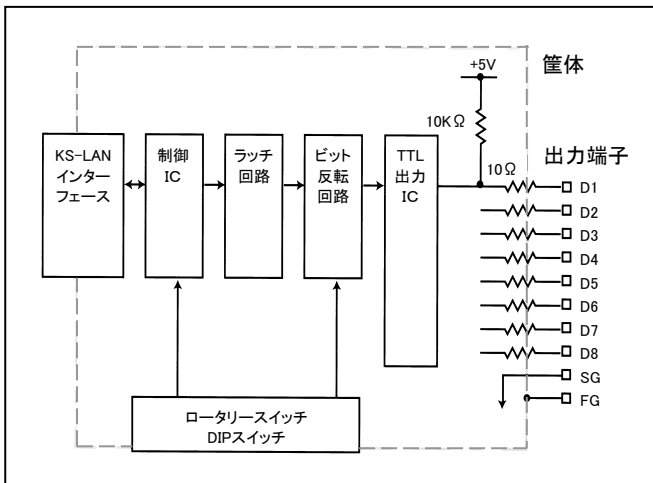 筐体
+5V
10KΩ
出力端子
KS-LAN
インター
フェース
制御
IC
ラッチ
回路
ビット
反転
回路
TTL
出力
IC
10Ω
D1
D2
D3
D4
D5
D6
D7
D8
SG
FG
ロータリースイッチ
DIPスイッチ